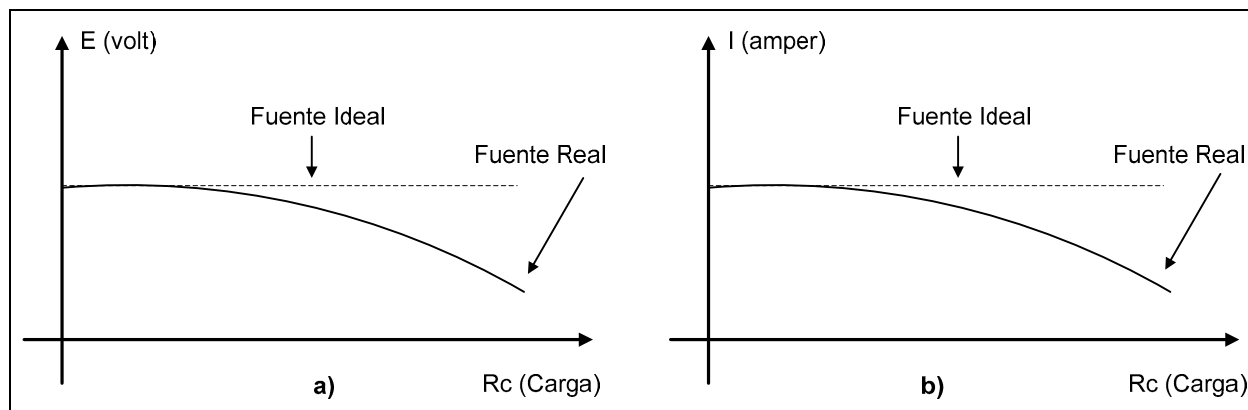 E (volt)
Fuente Ideal
Fuente Real
a)
Rc (Carga)
I (amper)
Fuente Ideal
Fuente Real
b)
Rc (Carga)